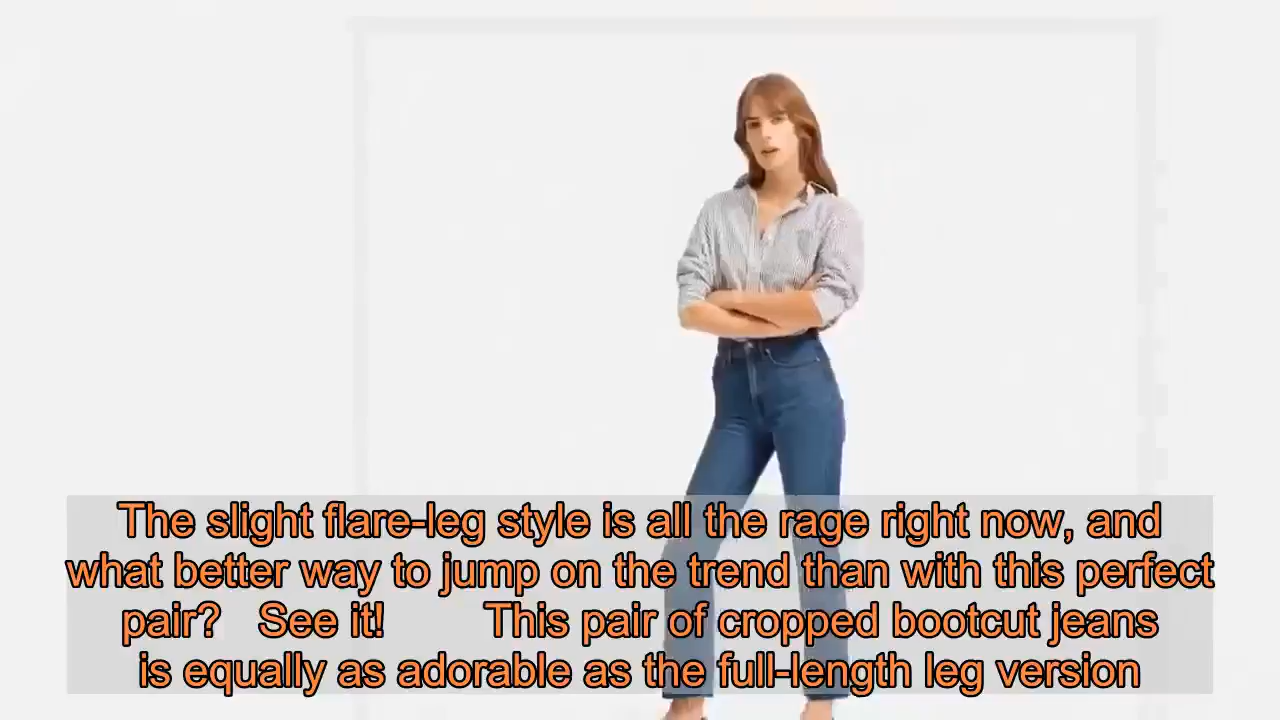 The slight flare-leg style is all the rage right now, and
what better way to jump on the trend than with this perfect
pair? See it! This pair of cropped bootcut jeans
is equally as adorable as the full-length leg version